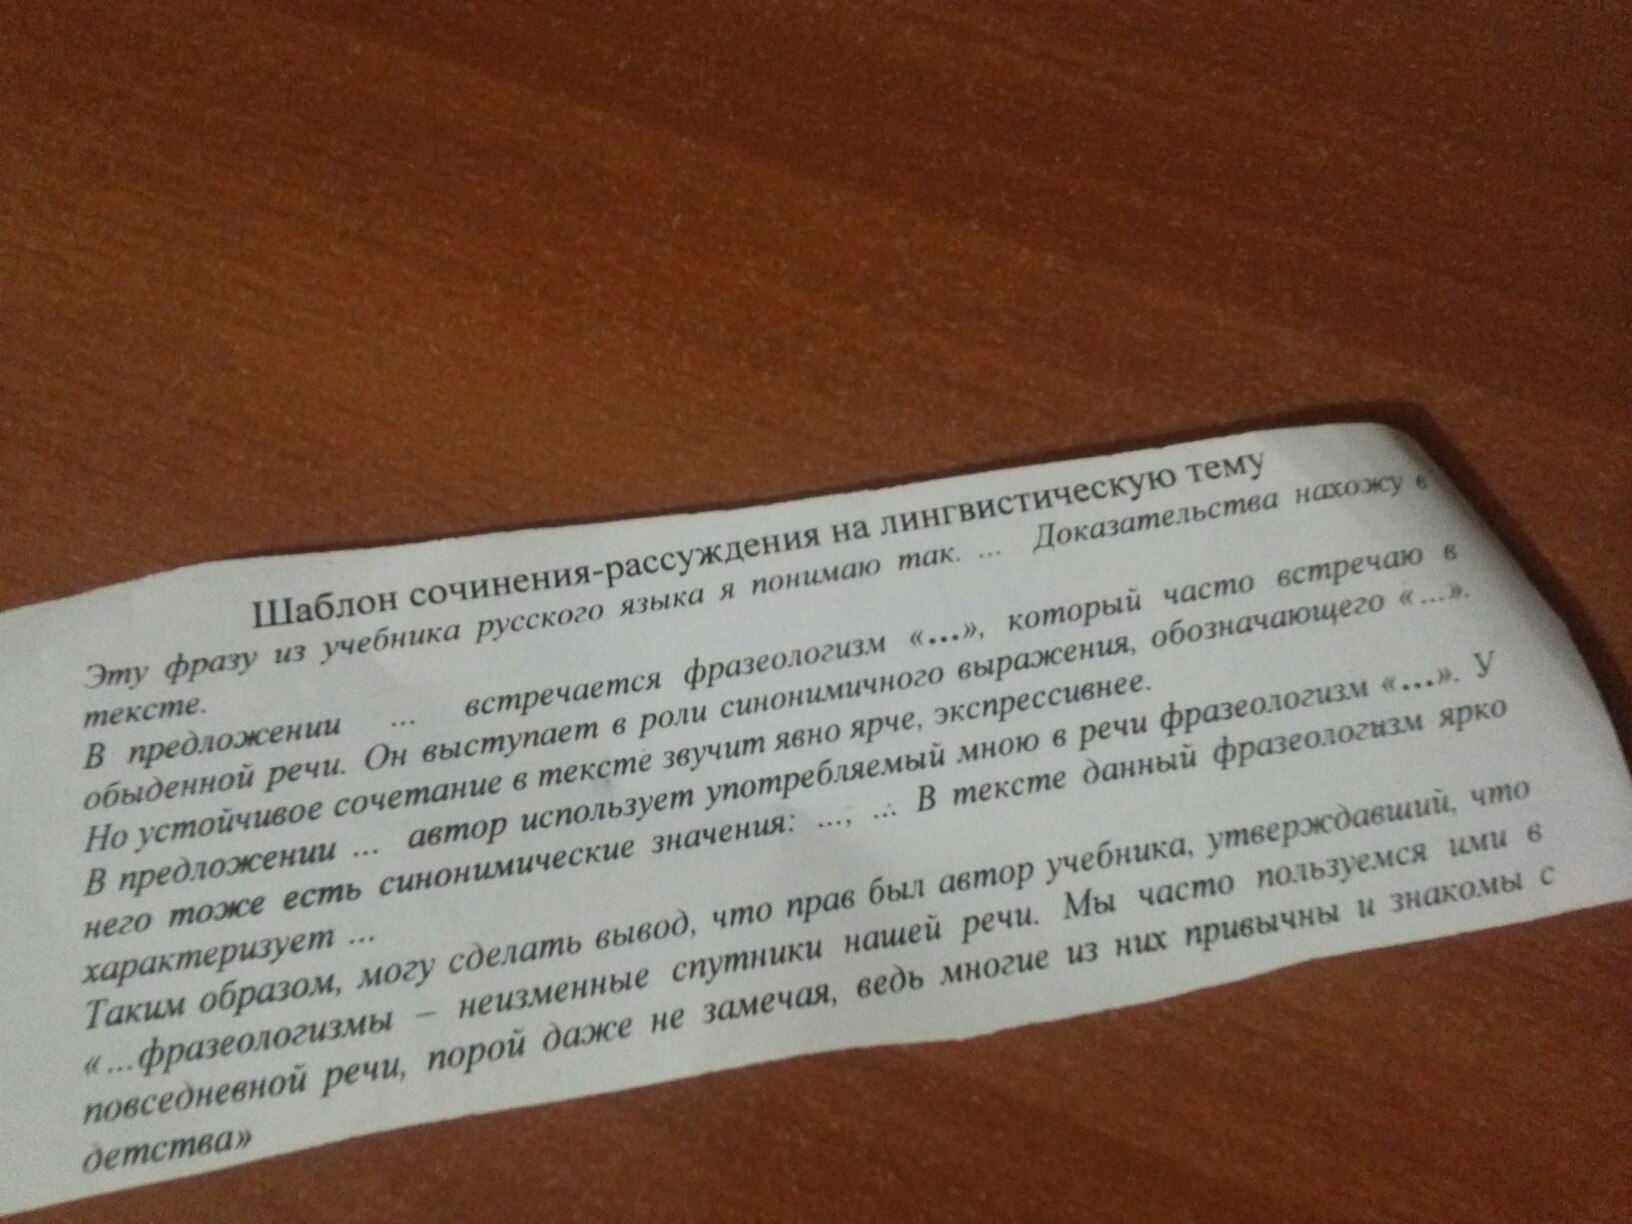 Шаблон сочинения-рассуждения на лингвистическую тему
Эту фразу из учебника русского языка я понимаю так. ... Доказательства нахожу в
тексте.
В предложении ... встречается фразеологизм «...», который часто встречаю в
обыденной речи. Он выступает в роли синонимичного выражения, обозначающего «...».
Но устойчивое сочетание в тексте звучит явно ярче, экспрессивнее.
В предложении ... автор использует употребляемый мною в речи фразеологизм «...». У
него тоже есть синонимические значения: ..., ... В тексте данный фразеологизм ярко
характеризует ...
Таким образом, могу сделать вывод, что прав был автор учебника, утверждавший, что
«...фразеологизмы – неизменные спутники нашей речи. Мы часто пользуемся ими в
повседневной речи, порой даже не замечая, ведь многие из них привычны и знакомы с
детства»